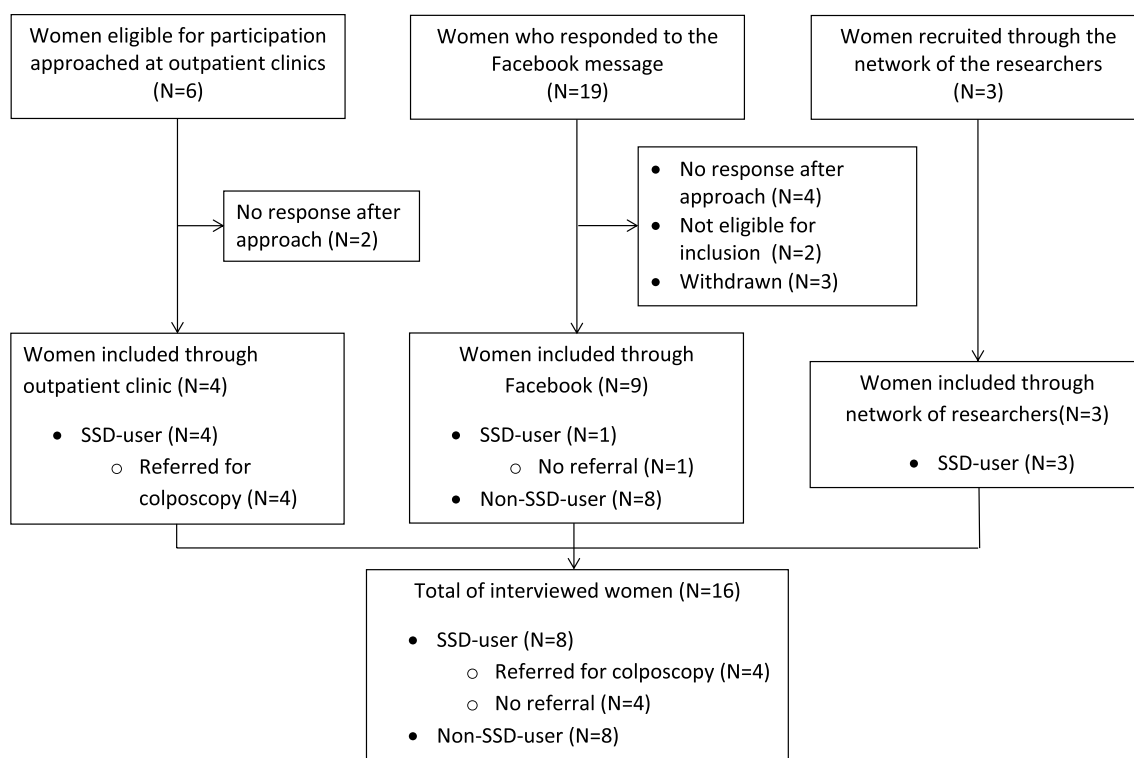 Women eligible for participation
approached at outpatient clinics
(N=6)
Women who responded to the
Facebook message
(N=19)
Women recruited through the
network of the researchers
(N=3)
No response after
approach (N=2)
● No response after
approach (N=4)
● Not eligible for
inclusion (N=2)
● Withdrawn (N=3)
Women included through
outpatient clinic (N=4)
● SSD-user (N=4)
○ Referred for
colposcopy (N=4)
Women included through
Facebook (N=9)
● SSD-user (N=1)
○ No referral (N=1)
● Non-SSD-user (N=8)
Women included through
network of researchers(N=3)
● SSD-user (N=3)
Total of interviewed women (N=16)
● SSD-user (N=8)
○ Referred for colposcopy (N=4)
○ No referral (N=4)
● Non-SSD-user (N=8)